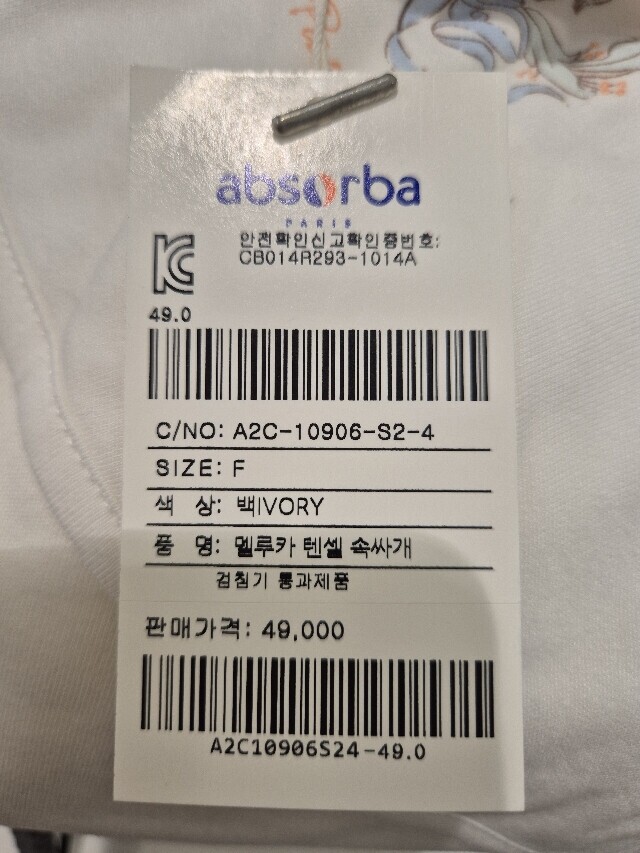 absorba
PARIS
안전확인신고확인증번호:
CB014R293-1014A
49.0
C/NO: A2C-10906-S2-4
SIZE: F
색 상: 백IVORY
품 명: 멜루카 텐셀 속싸개
검침기 통과제품
판매가격: 49,000
A2C10906S24-49.0